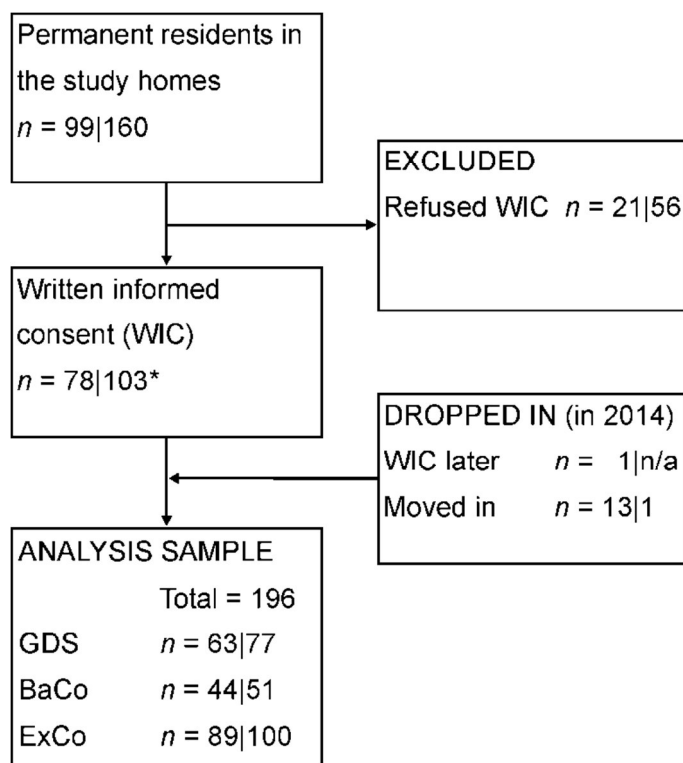 Permanent residents in
the study homes
n = 99|160
EXCLUDED
Refused WIC n = 21|56
Written informed
consent (WIC)
n = 78|103*
DROPPED IN (in 2014)
WIC later n = 1|n/a
Moved in n = 13|1
ANALYSIS SAMPLE
Total = 196
GDS n = 63|77
BaCo n = 44|51
ExCo n = 89|100